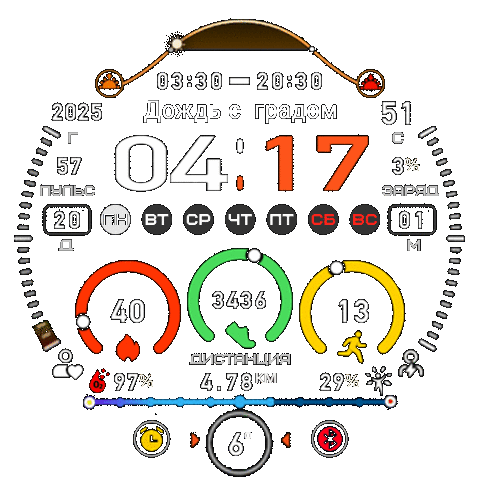 03:30 — 20:30
2025 Дождь с градом 51
Г 04:17 С
57 3%
ПУЛЬС ЗАРЯД
20 ПН ВТ СР ЧТ ПТ СБ ВС 01
Д М
40 3436 13
ДИСТАНЦИЯ
O₂ 97% 4.78КМ 29%